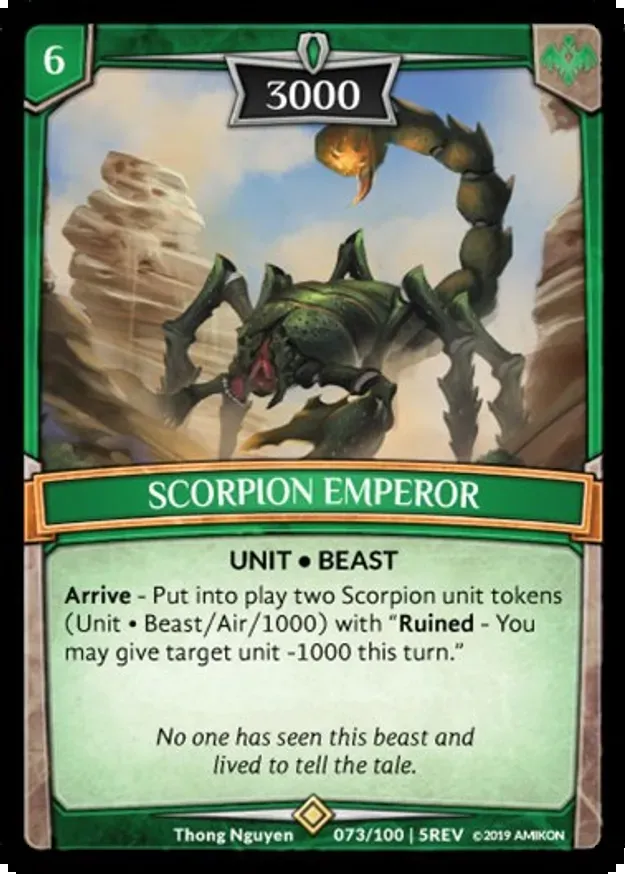 6
3000
SCORPION EMPEROR
UNIT • BEAST
Arrive - Put into play two Scorpion unit tokens
(Unit • Beast/Air/1000) with “Ruined - You
may give target unit -1000 this turn.”
No one has seen this beast and
lived to tell the tale.
Thong Nguyen 073/100 | 5REV ©2019 AMIKON